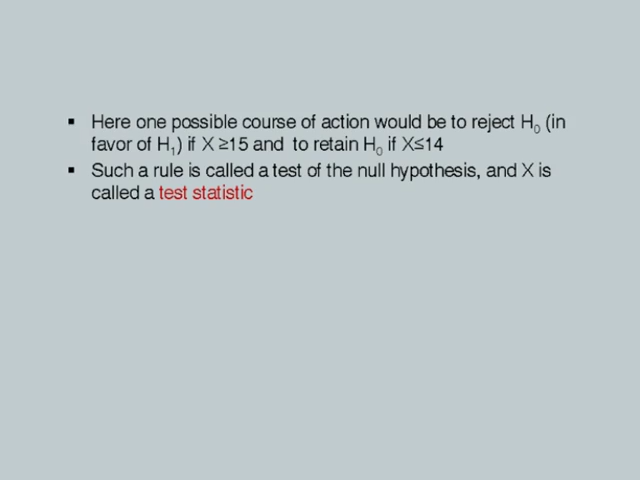 ▪ Here one possible course of action would be to reject H₀ (in
favor of H₁) if X ≥15 and  to retain H₀ if X≤14
▪ Such a rule is called a test of the null hypothesis, and X is
called a test statistic